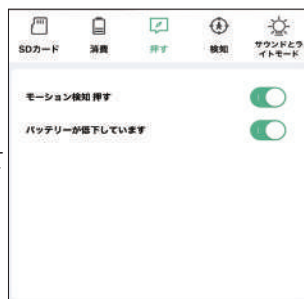 SDカード
消費
押す
検知
サウンドとラ
イトモード
モーション検知 押す
バッテリーが低下しています